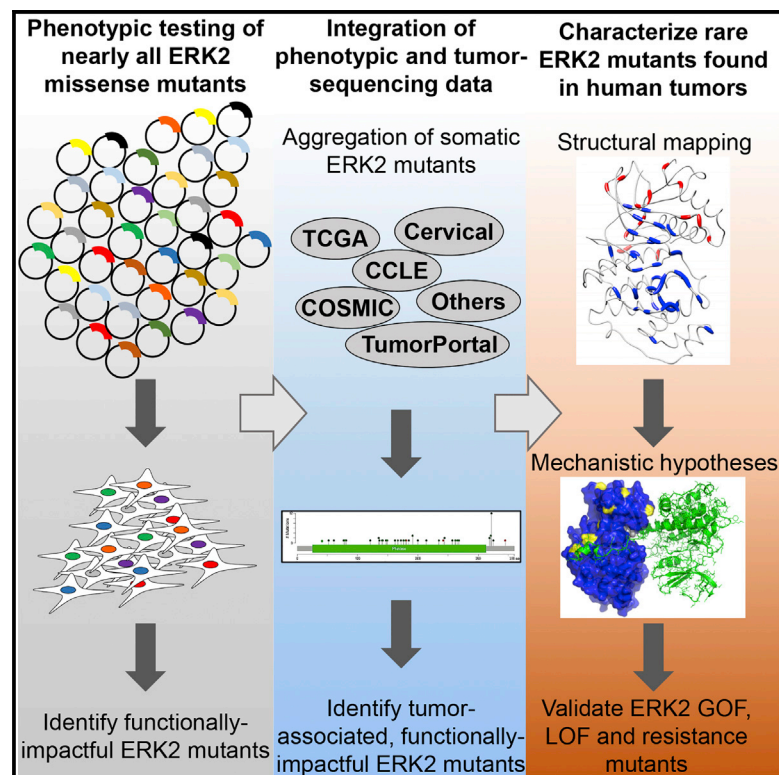 Phenotypic testing of
nearly all ERK2
missense mutants
Identify functionally-
impactful ERK2 mutants
Integration of
phenotypic and tumor-
sequencing data
Aggregation of somatic
ERK2 mutants
TCGA
Cervical
CCLE
COSMIC
Others
TumorPortal
Identify tumor-
associated, functionally-
impactful ERK2 mutants
Characterize rare
ERK2 mutants found
in human tumors
Structural mapping
Mechanistic hypotheses
Validate ERK2 GOF,
LOF and resistance
mutants